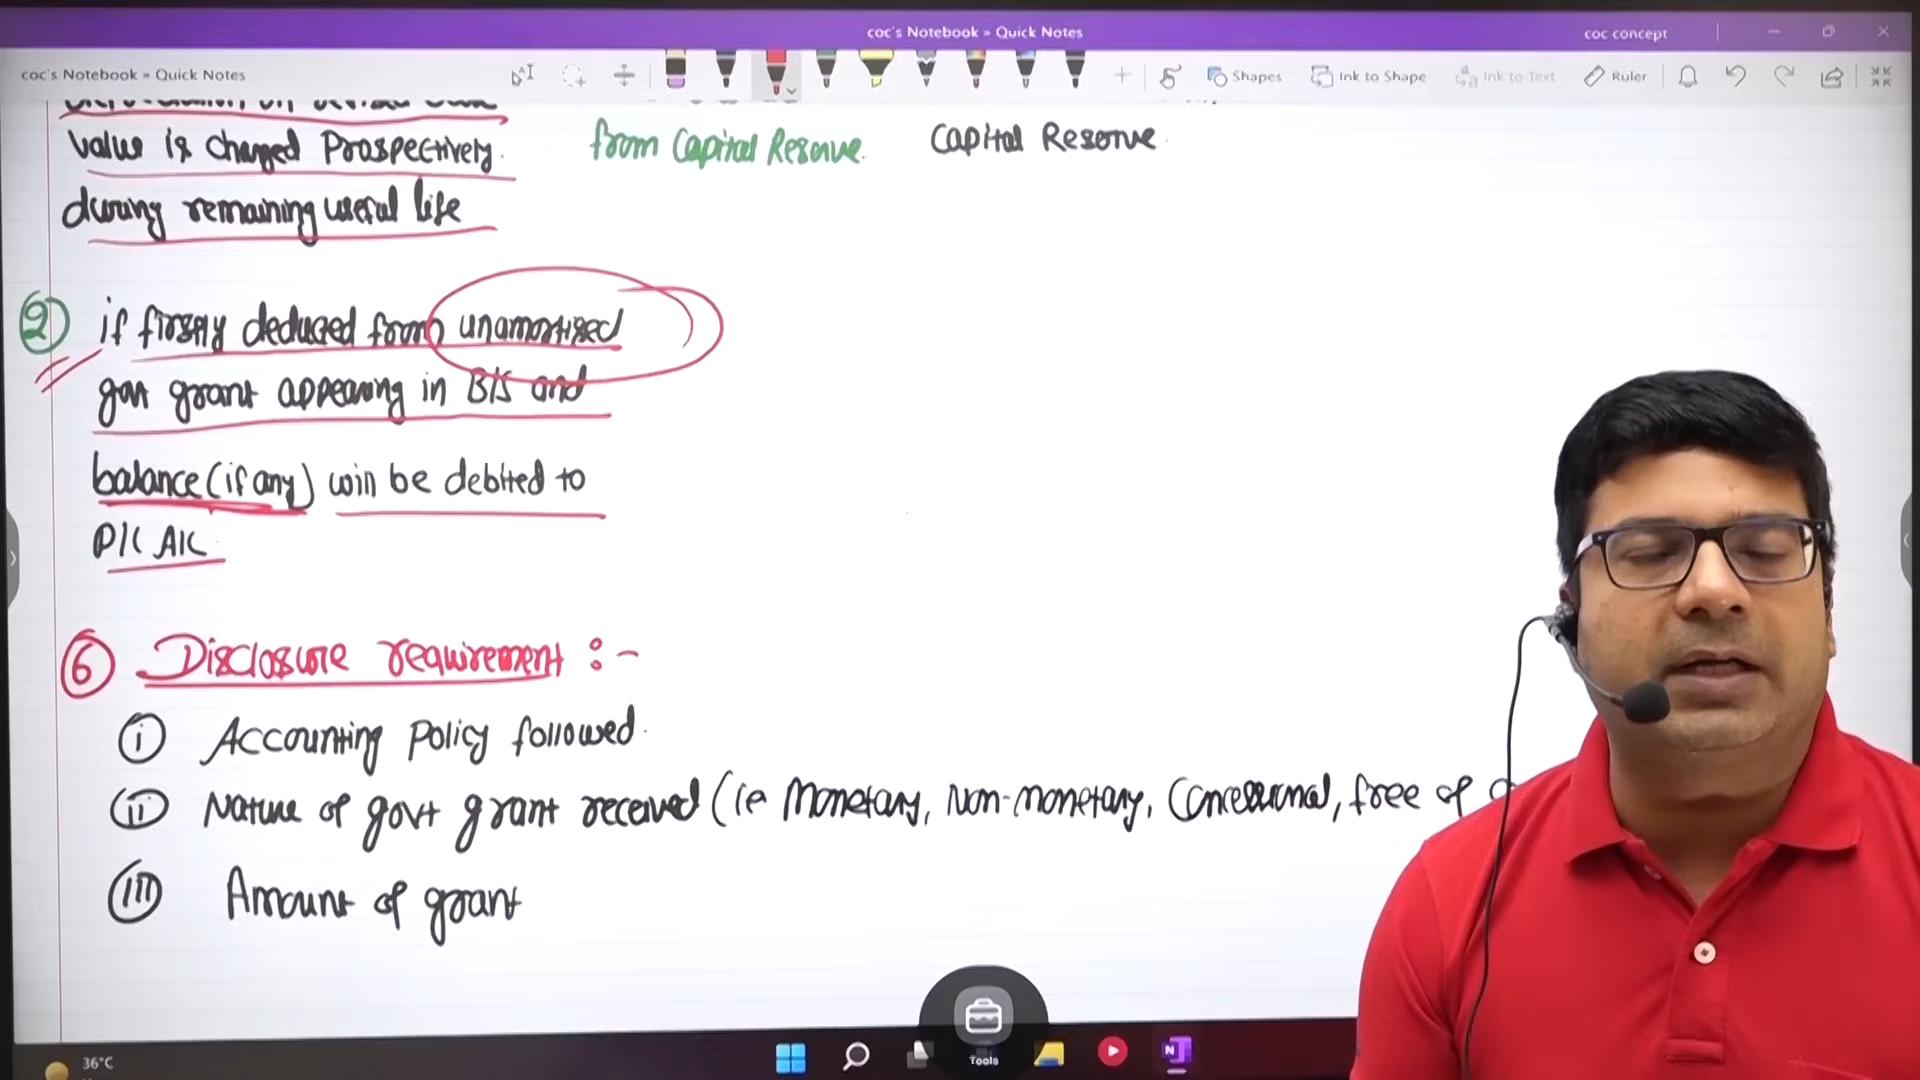 coc's Notebook » Quick Notes
coc concept
coc's Notebook » Quick Notes
Shapes
Ink to Shape
Ink to Text
Ruler
value is charged Prospectively.
during remaining useful life
from Capital Reserve.
Capital Reserve.
2 if firstly deduced from unamortised
govt grant appearing in B/S and
balance (if any) will be debited to
P/L A/C
6 Disclosure requirement :-
i Accounting Policy followed.
ii Nature of govt grant received (ie Monetary, Non-monetary, Concessional, free of
iii Amount of grant
Tools
36°C